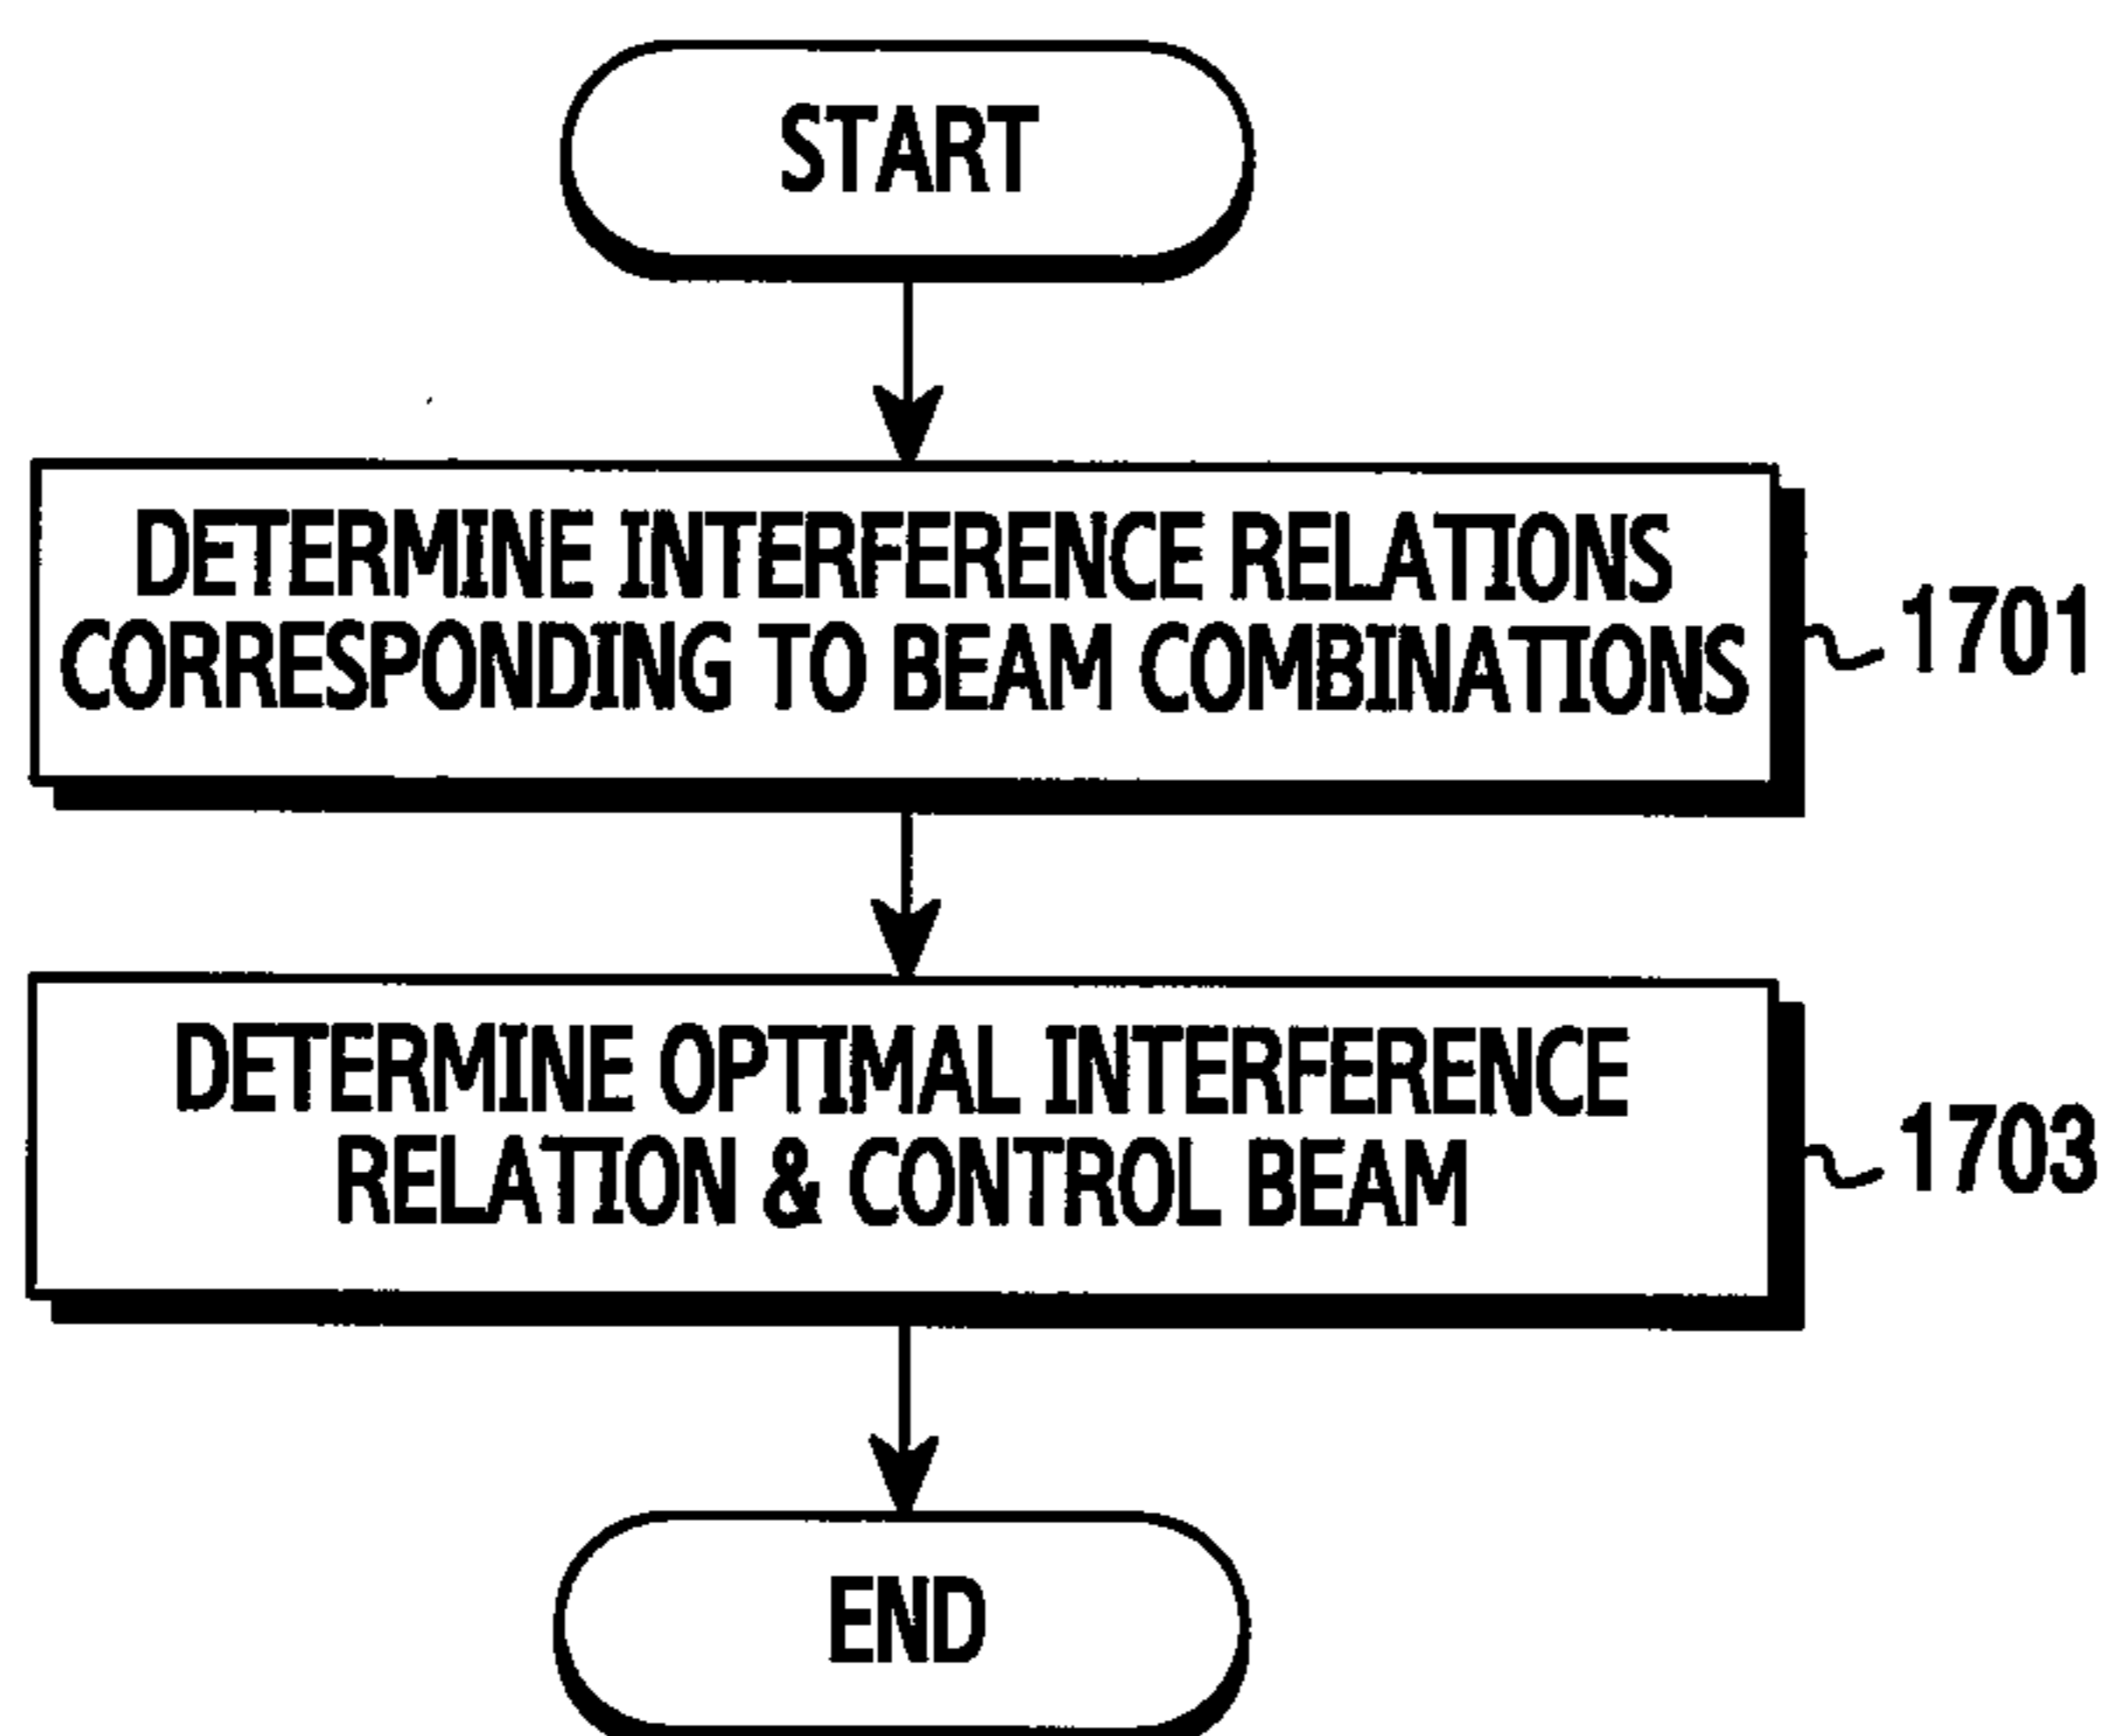 START
DETERMINE INTERFERENCE RELATIONS
CORRESPONDING TO BEAM COMBINATIONS
1701
DETERMINE OPTIMAL INTERFERENCE
RELATION & CONTROL BEAM
1703
END